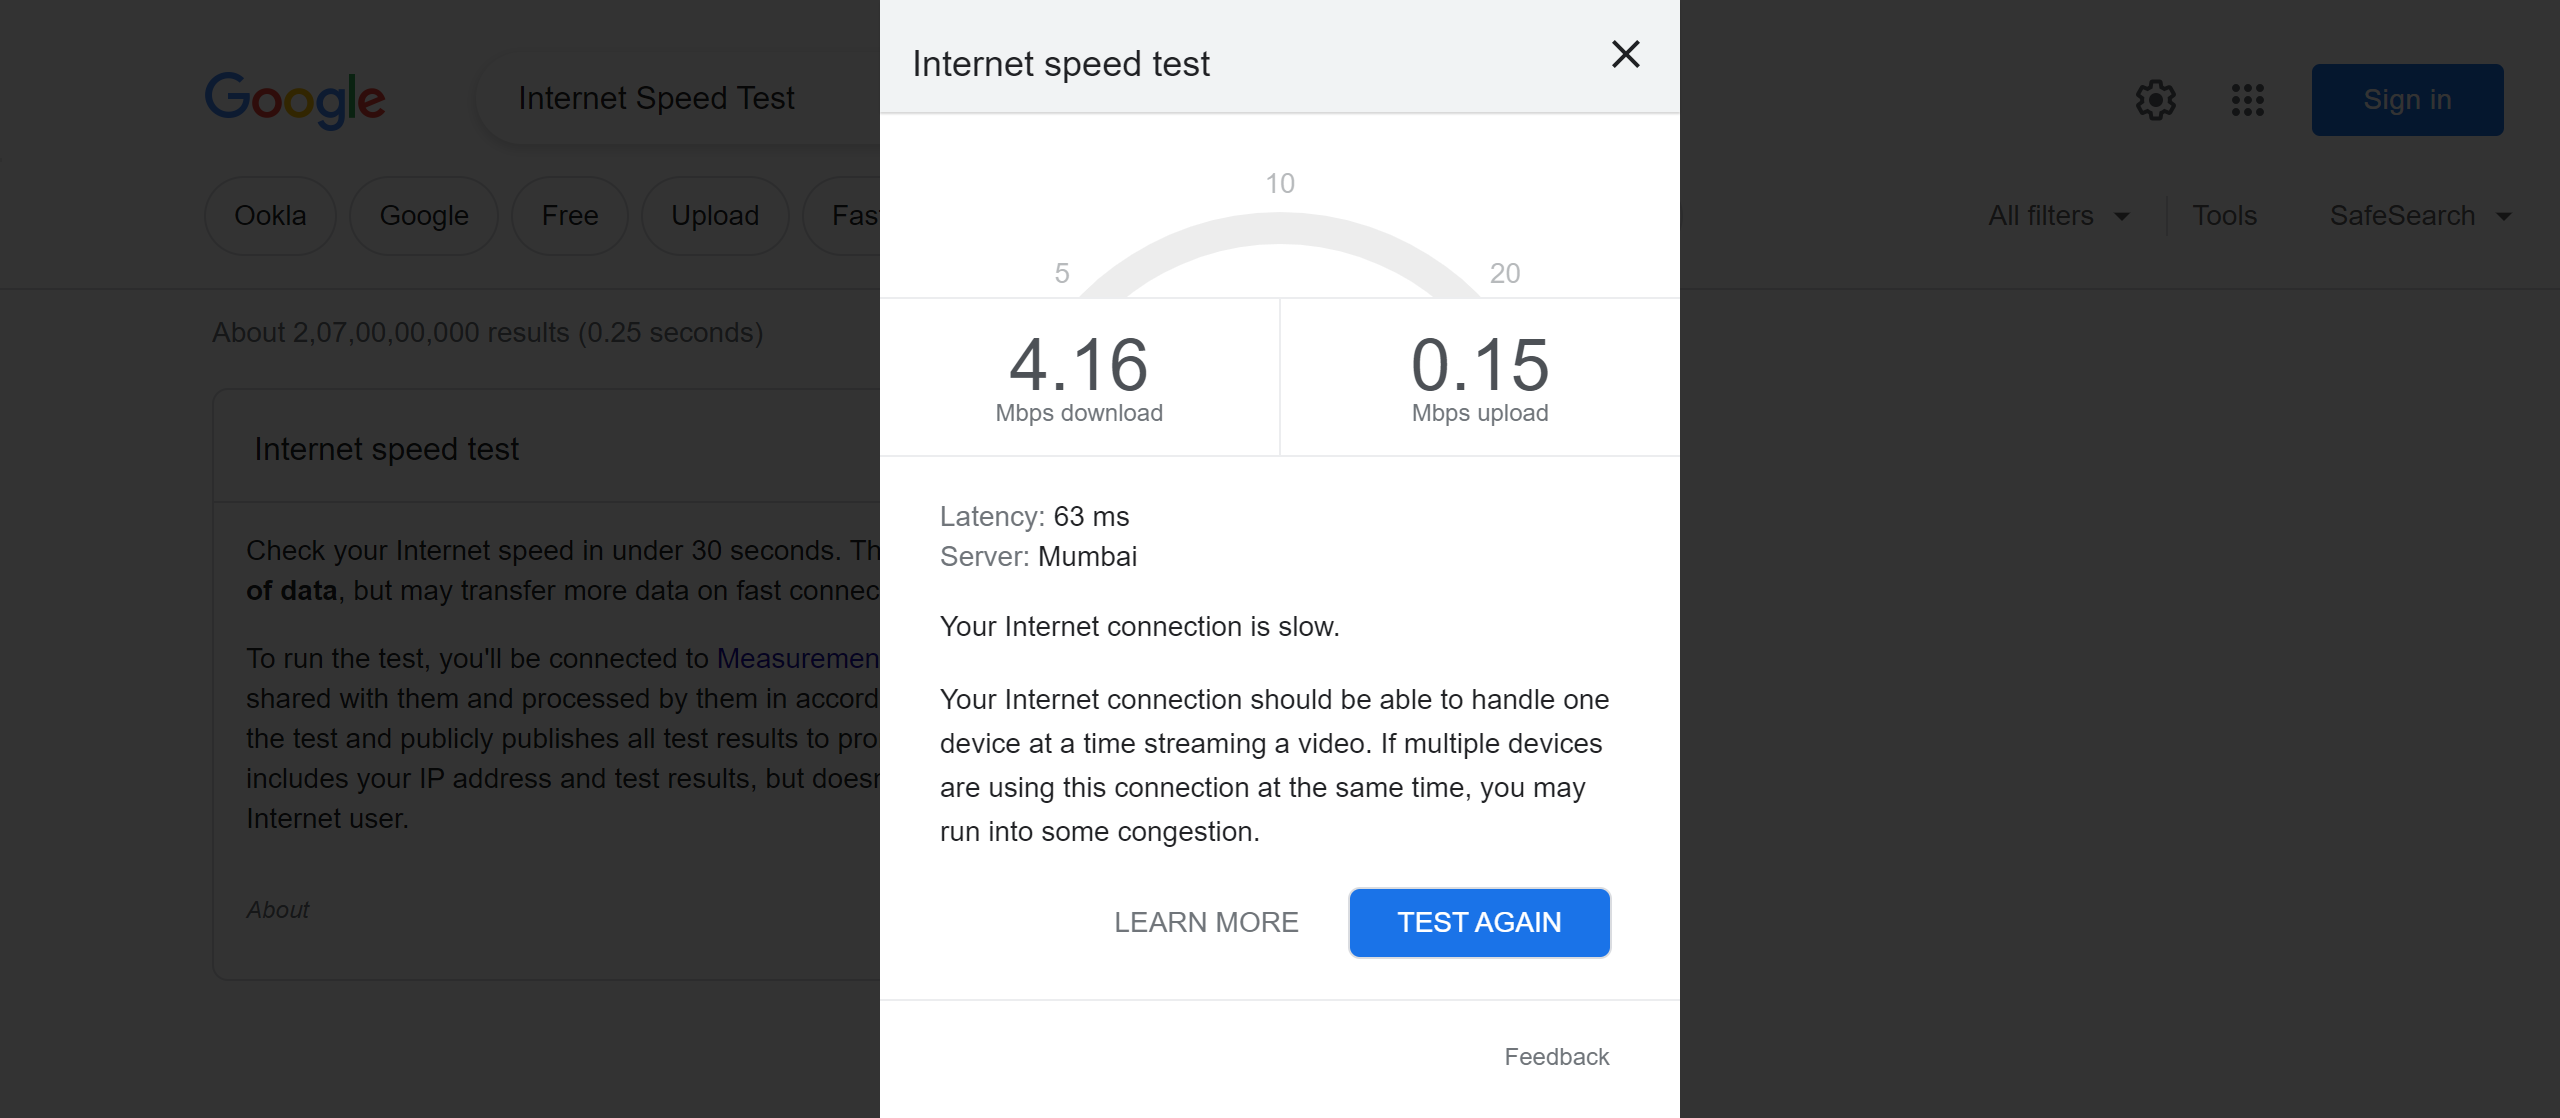 Google
Internet Speed Test
Sign in
Ookla
Google
Free
Upload
Fas
All filters
Tools
SafeSearch
About 2,07,00,00,000 results (0.25 seconds)
Internet speed test
Check your Internet speed in under 30 seconds. Th
of data, but may transfer more data on fast connec
To run the test, you'll be connected to Measuremen
shared with them and processed by them in accord
the test and publicly publishes all test results to pro
includes your IP address and test results, but doesn
Internet user.
About
Internet speed test
10
5
20
4.16
Mbps download
0.15
Mbps upload
Latency: 63 ms
Server: Mumbai
Your Internet connection is slow.
Your Internet connection should be able to handle one
device at a time streaming a video. If multiple devices
are using this connection at the same time, you may
run into some congestion.
LEARN MORE
TEST AGAIN
Feedback